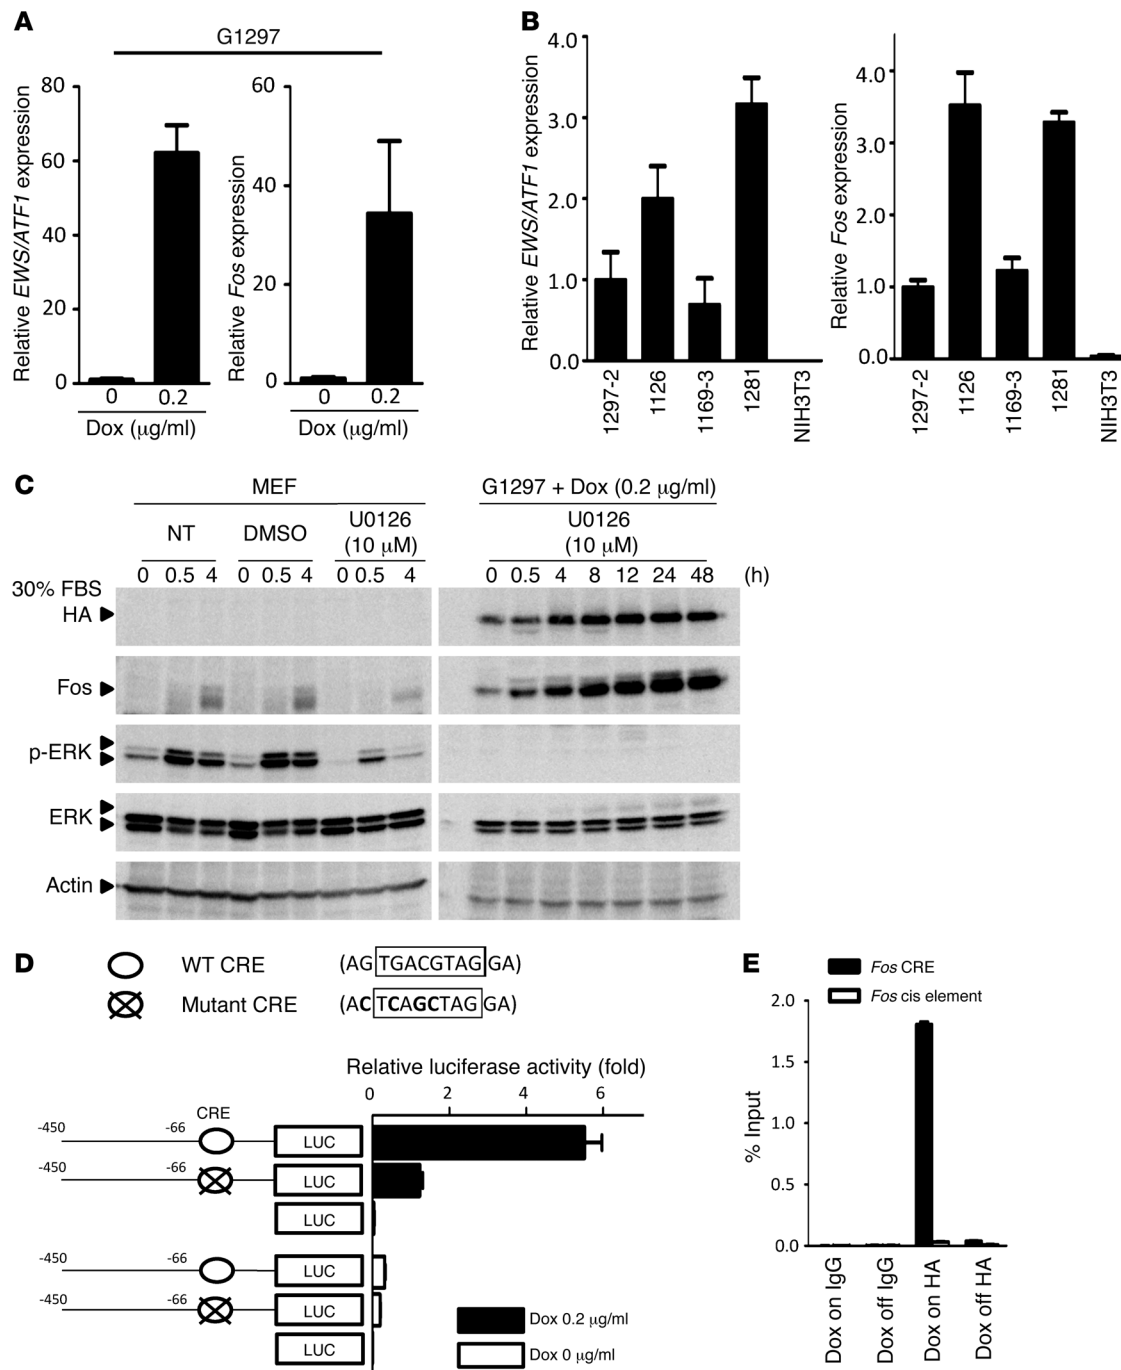 A
G1297
Relative EWS/ATF1 expression
80
60
40
20
0
0
0.2
Dox (μg/ml)
Relative Fos expression
60
40
20
0
0
0.2
Dox (μg/ml)
B
Relative EWS/ATF1 expression
4.0
3.0
2.0
1.0
0.0
1297-2
1126
1169-3
1281
NIH3T3
Relative Fos expression
4.0
3.0
2.0
1.0
0.0
1297-2
1126
1169-3
1281
NIH3T3
C
MEF
G1297 + Dox (0.2 μg/ml)
NT
DMSO
U0126
(10 μM)
U0126
(10 μM)
30% FBS
0 0.5 4 0 0.5 4 0 0.5 4
0 0.5 4 8 12 24 48 (h)
HA
Fos
p-ERK
ERK
Actin
D
WT CRE (AG TGACGTAG GA)
Mutant CRE (AC TCAGCTAG GA)
Relative luciferase activity (fold)
0 2 4 6
CRE
-450 -66 LUC
-450 -66 LUC
LUC
-450 -66 LUC
-450 -66 LUC
LUC
Dox 0.2 μg/ml
Dox 0 μg/ml
E
Fos CRE
Fos cis element
% Input
2.0
1.5
1.0
0.5
0.0
Dox on IgG
Dox off IgG
Dox on HA
Dox off HA